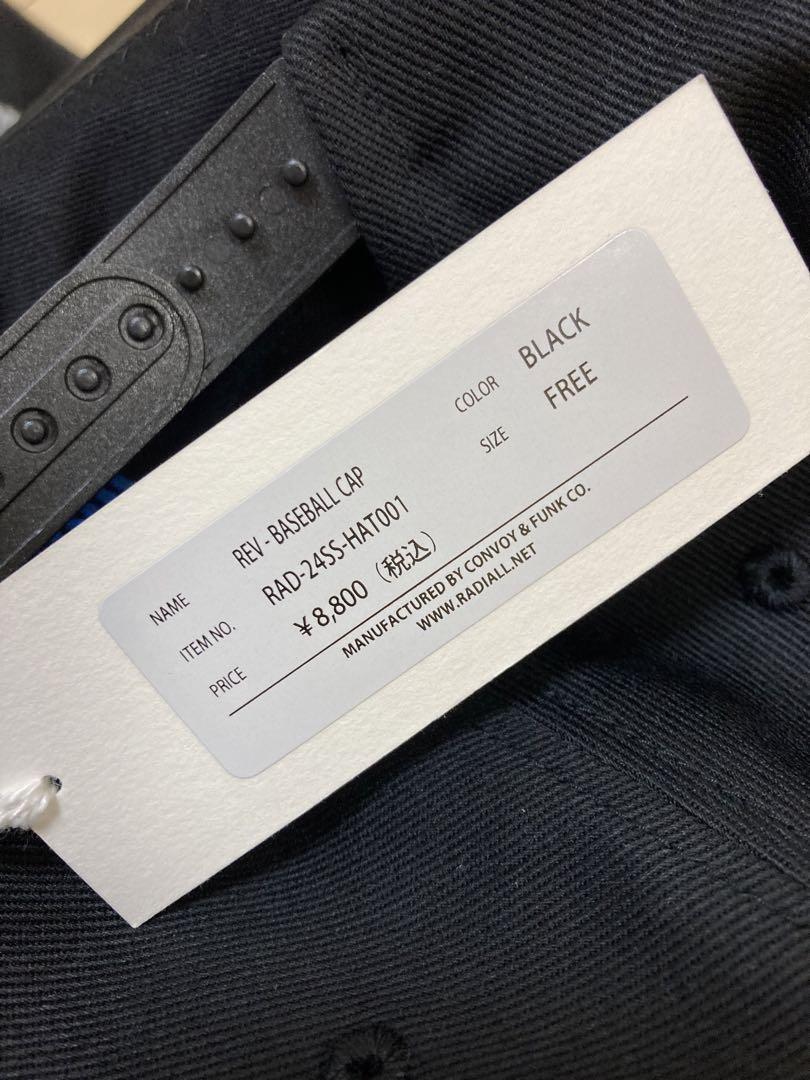 NAME REV - BASEBALL CAP
ITEM NO. RAD-24SS-HAT001
PRICE ¥8,800 (税込)
COLOR BLACK
SIZE FREE
MANUFACTURED BY CONVOY & FUNK CO.
WWW.RADIALL.NET